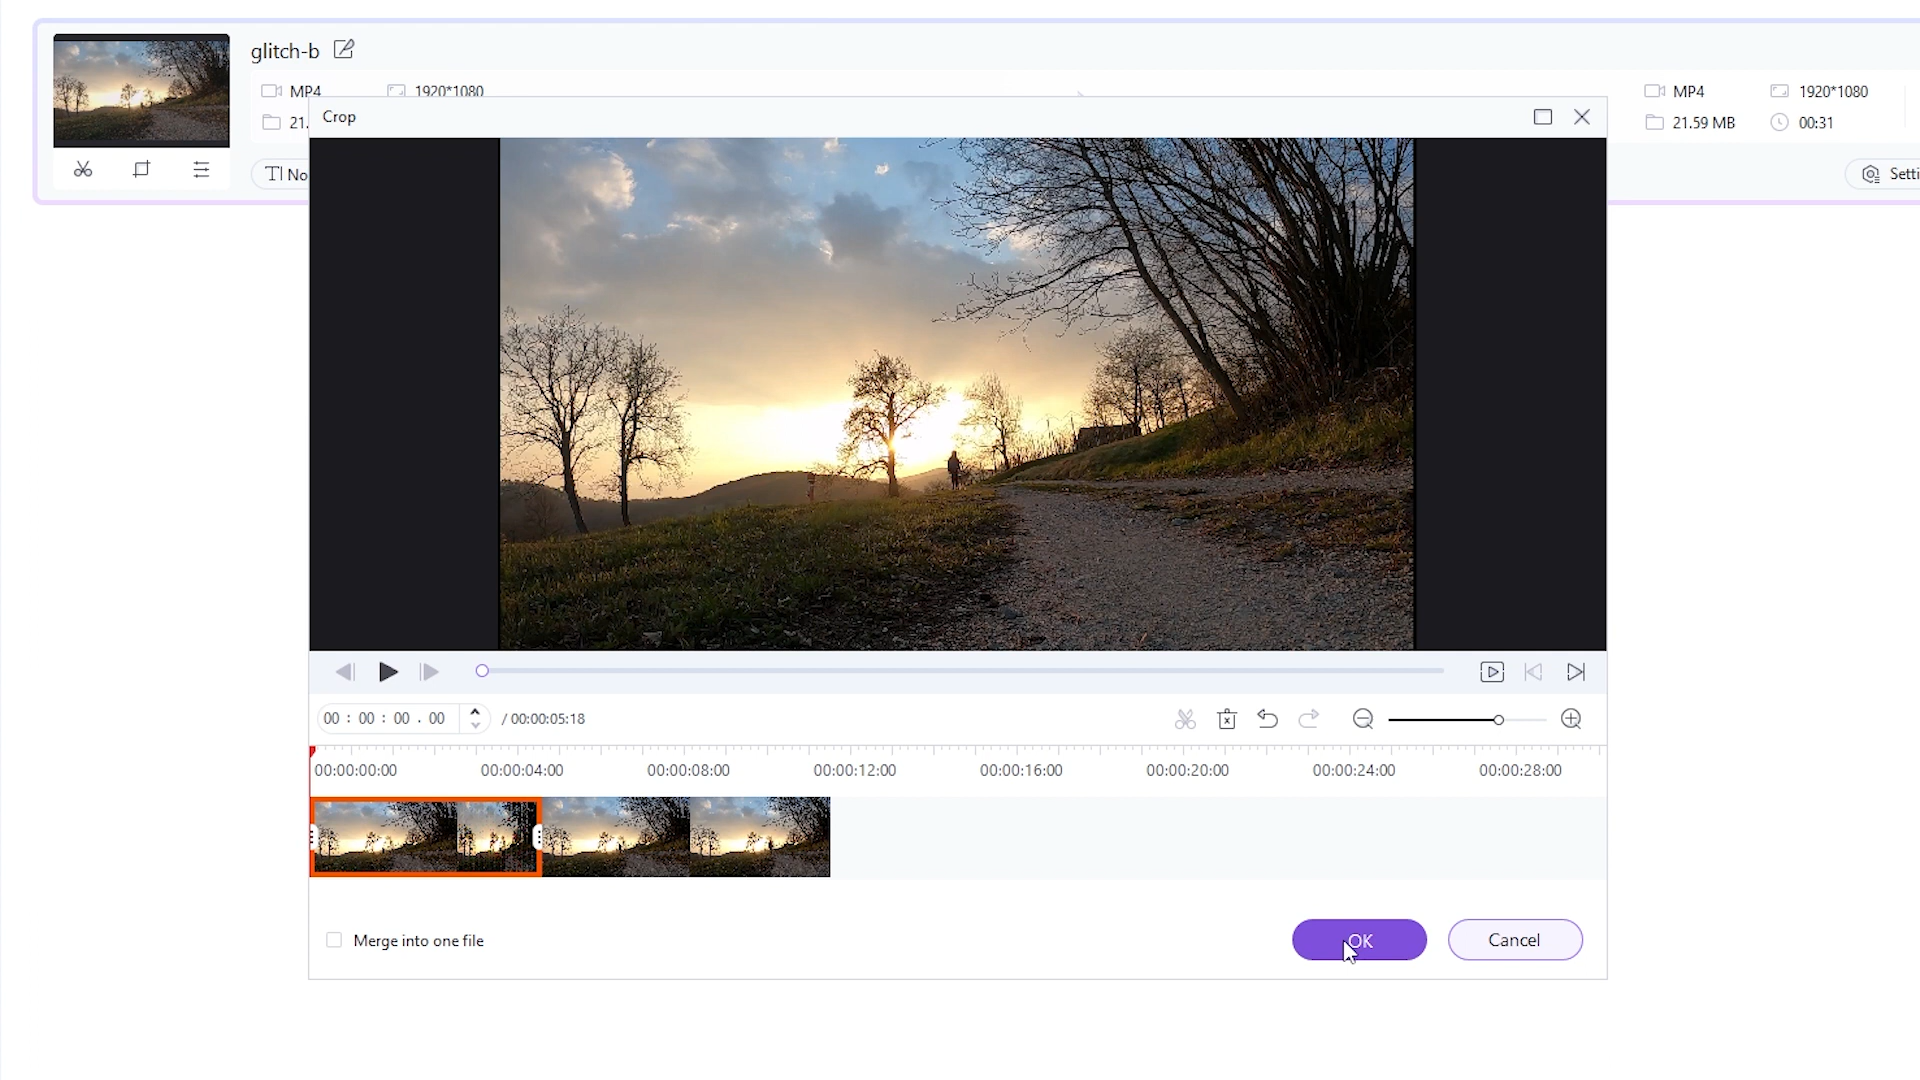 glitch-b
MP4 1920*1080 MP4 1920*1080
21. 21.59 MB 00:31
Crop
TI No Setti
00 : 00 : 00 . 00 / 00:00:05:18
00:00:00:00 00:00:04:00 00:00:08:00 00:00:12:00 00:00:16:00 00:00:20:00 00:00:24:00 00:00:28:00
Merge into one file OK Cancel